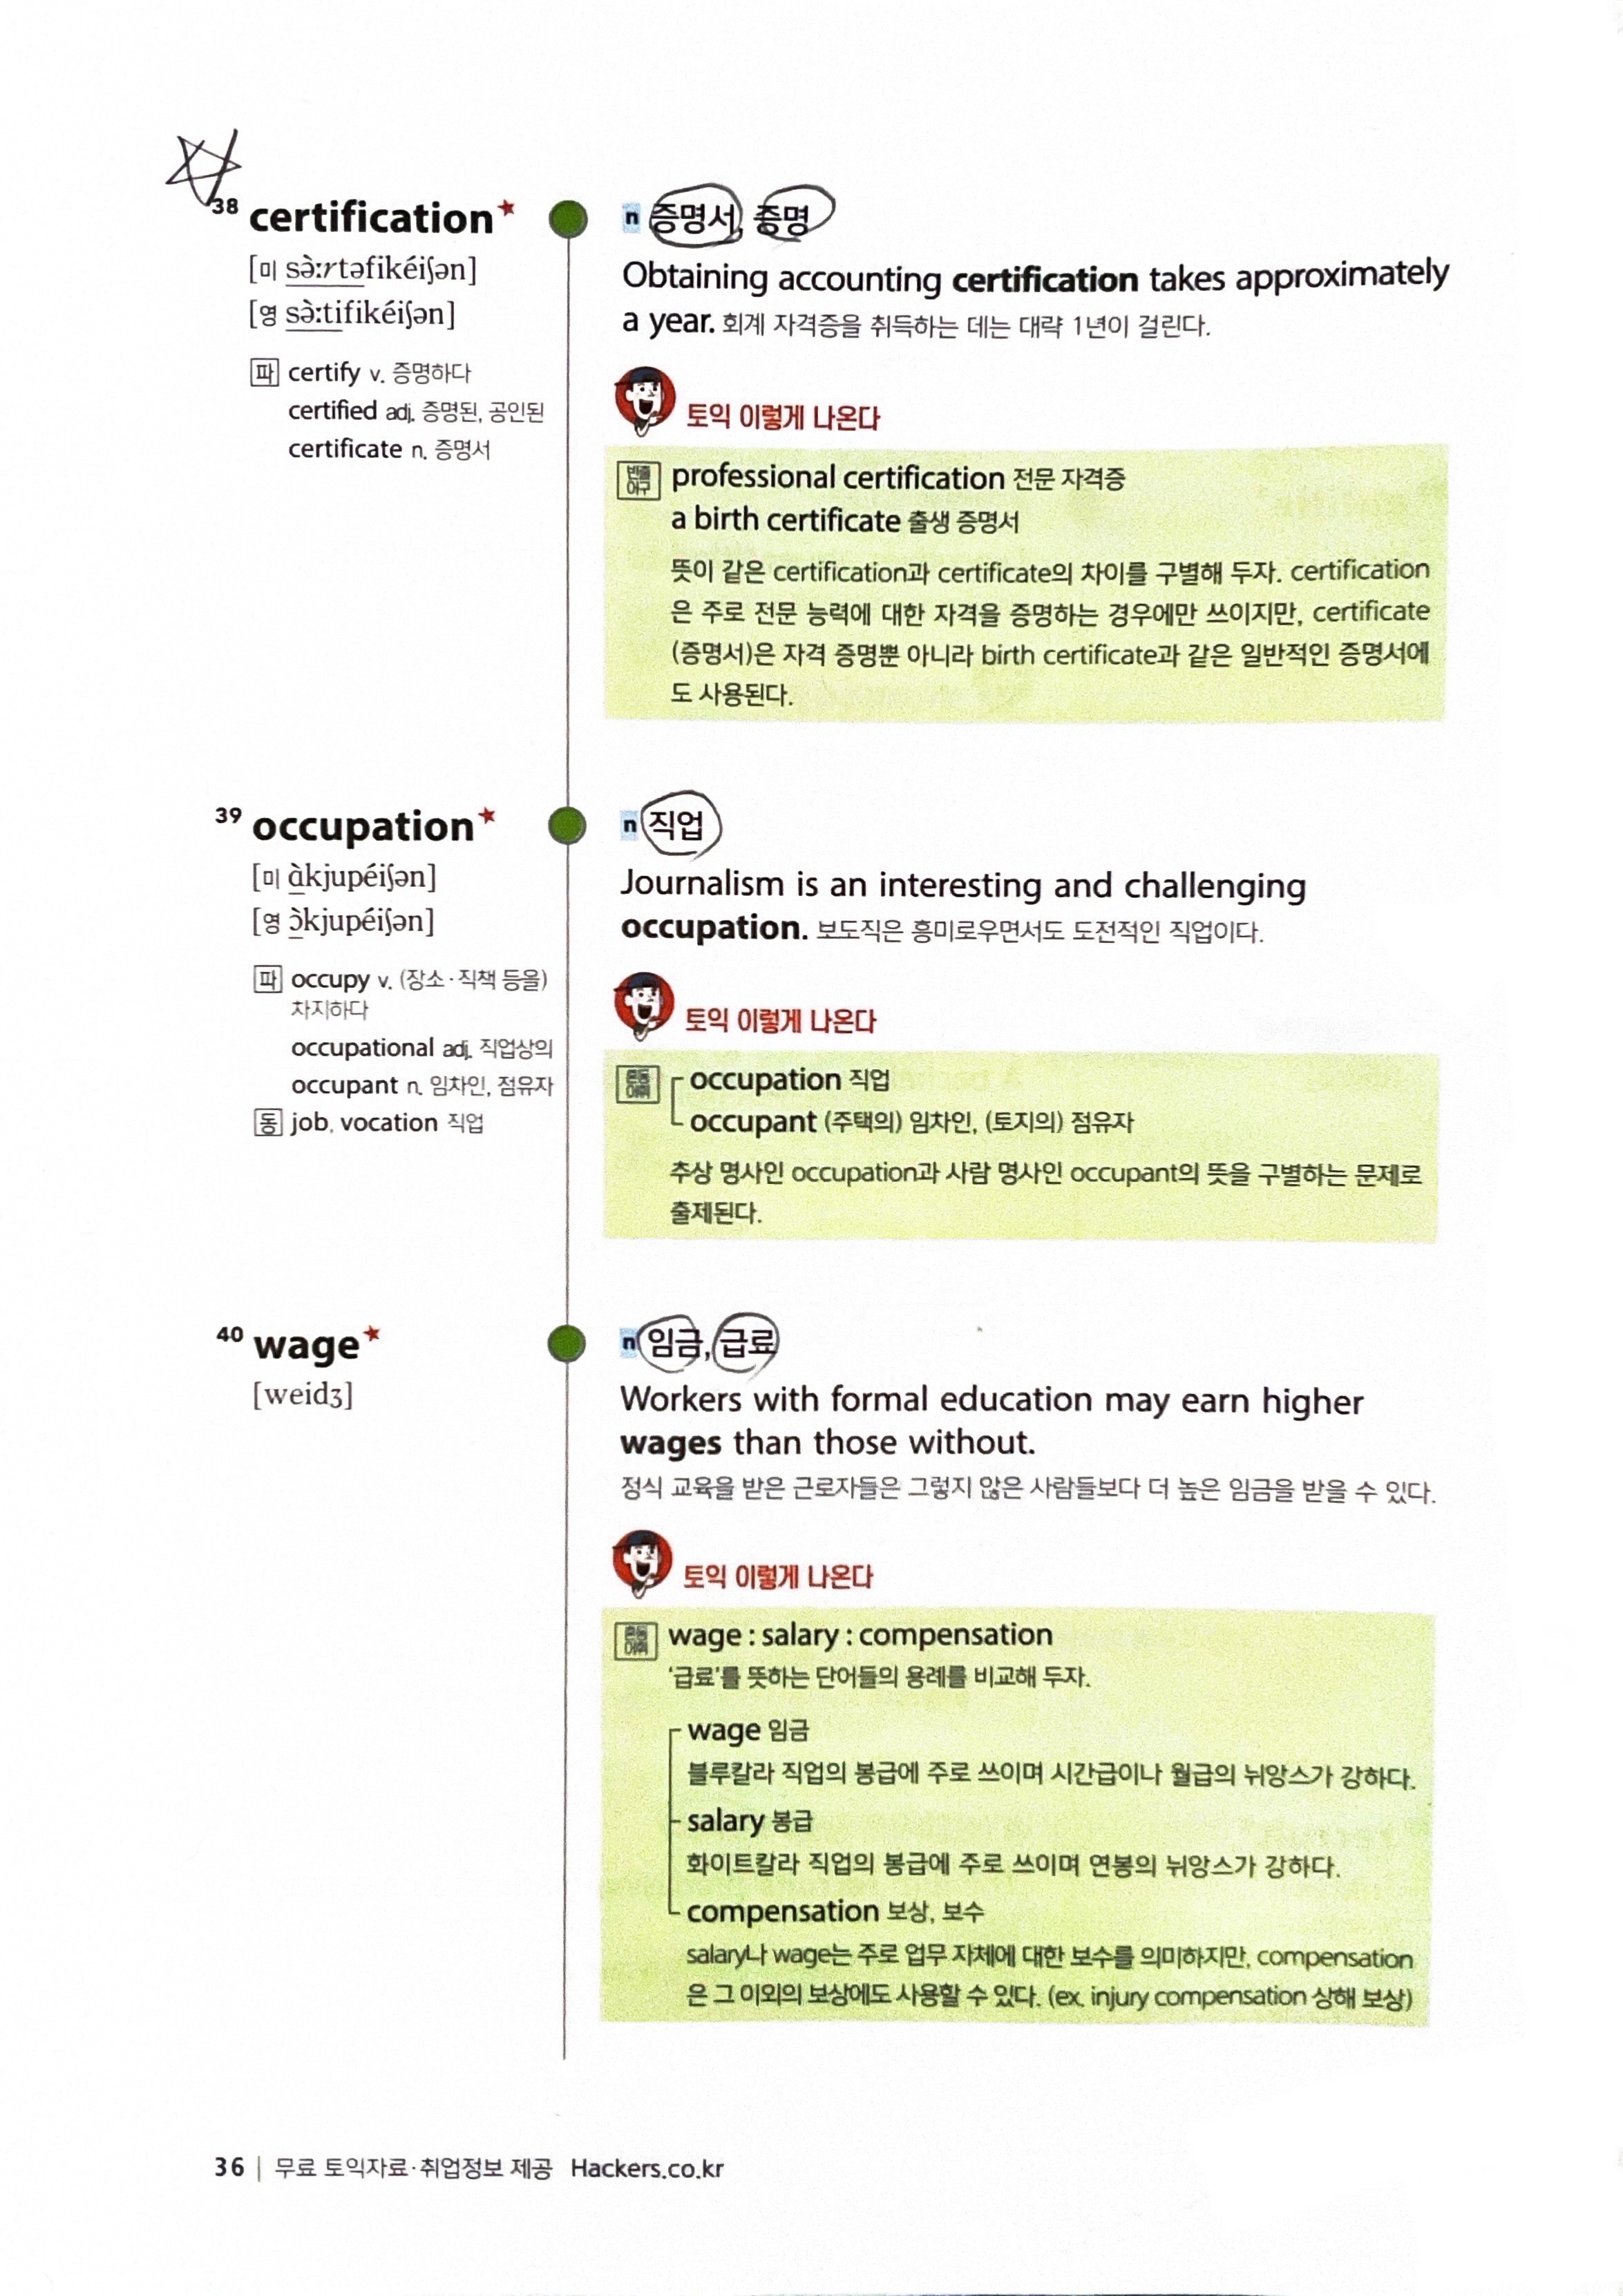 38 certification*
[미 sə̀ːrtəfikéiʃən]
[영 sə̀ːtifikéiʃən]
파 certify v. 증명하다
certified adj. 증명된, 공인된
certificate n. 증명서
n 증명서, 증명
Obtaining accounting certification takes approximately
a year. 회계 자격증을 취득하는 데는 대략 1년이 걸린다.
토익 이렇게 나온다
빈출 어구 professional certification 전문 자격증
a birth certificate 출생 증명서
뜻이 같은 certification과 certificate의 차이를 구별해 두자. certification
은 주로 전문 능력에 대한 자격을 증명하는 경우에만 쓰이지만, certificate
(증명서)은 자격 증명뿐 아니라 birth certificate과 같은 일반적인 증명서에
도 사용된다.
39 occupation*
[미 ὰkjupéiʃən]
[영 ɔ̀kjupéiʃən]
파 occupy v. (장소·직책 등을)
차지하다
occupational adj. 직업상의
occupant n. 임차인, 점유자
동 job, vocation 직업
n 직업
Journalism is an interesting and challenging
occupation. 보도직은 흥미로우면서도 도전적인 직업이다.
토익 이렇게 나온다
혼동 어휘 occupation 직업
occupant (주택의) 임차인, (토지의) 점유자
추상 명사인 occupation과 사람 명사인 occupant의 뜻을 구별하는 문제로
출제된다.
40 wage*
[weidʒ]
n 임금, 급료
Workers with formal education may earn higher
wages than those without.
정식 교육을 받은 근로자들은 그렇지 않은 사람들보다 더 높은 임금을 받을 수 있다.
토익 이렇게 나온다
혼동 어휘 wage : salary : compensation
'급료'를 뜻하는 단어들의 용례를 비교해 두자.
wage 임금
블루칼라 직업의 봉급에 주로 쓰이며 시간급이나 월급의 뉘앙스가 강하다.
salary 봉급
화이트칼라 직업의 봉급에 주로 쓰이며 연봉의 뉘앙스가 강하다.
compensation 보상, 보수
salary나 wage는 주로 업무 자체에 대한 보수를 의미하지만, compensation
은 그 이외의 보상에도 사용할 수 있다. (ex. injury compensation 상해 보상)
36 | 무료 토익자료·취업정보 제공 Hackers.co.kr